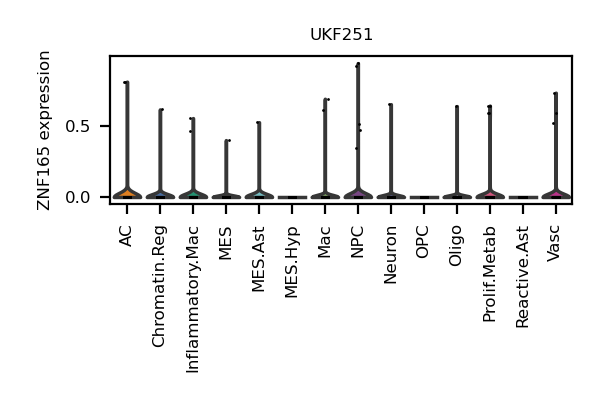 UKF251
ZNF165 expression
0.5
0.0
AC
Chromatin.Reg
Inflammatory.Mac
MES
MES.Ast
MES.Hyp
Mac
NPC
Neuron
OPC
Oligo
Prolif.Metab
Reactive.Ast
Vasc